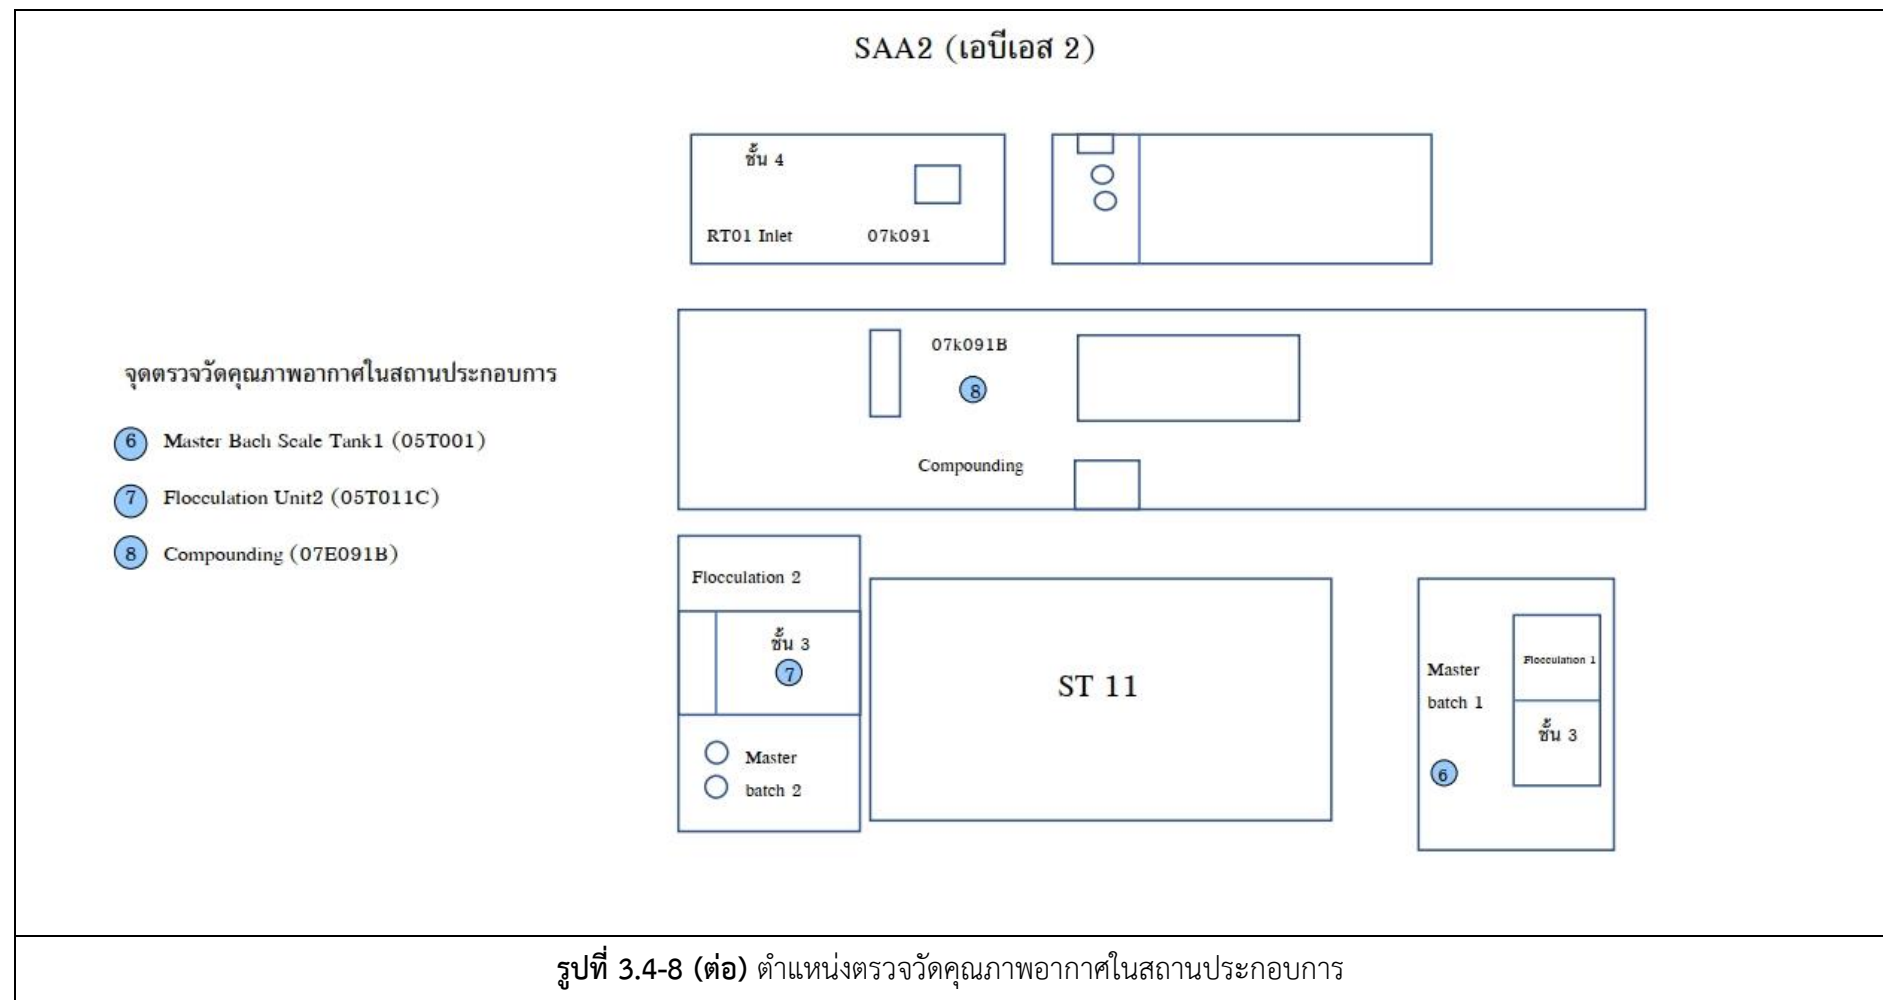 SAA2 (เอบีเอส 2)
ชั้น 4
RT01 Inlet 07k091
07k091B
8
Compounding
จุดตรวจวัดคุณภาพอากาศในสถานประกอบการ
6 Master Bach Scale Tank1 (05T001)
7 Flocculation Unit2 (05T011C)
8 Compounding (07E091B)
Flocculation 2
ชั้น 3
7
Master
batch 2
ST 11
Master
batch 1
6
Flocculation 1
ชั้น 3
รูปที่ 3.4-8 (ต่อ) ตำแหน่งตรวจวัดคุณภาพอากาศในสถานประกอบการ